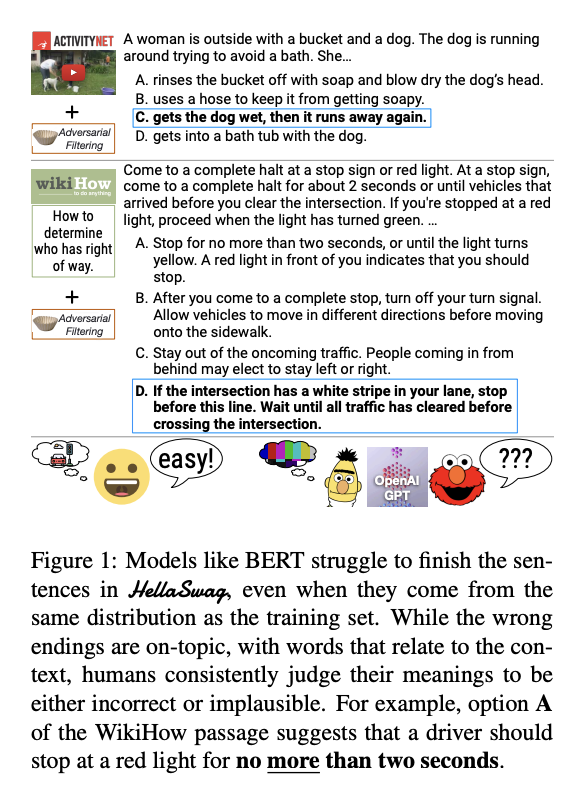 ACTIVITYNET
A woman is outside with a bucket and a dog. The dog is running
around trying to avoid a bath. She…
A. rinses the bucket off with soap and blow dry the dog’s head.
B. uses a hose to keep it from getting soapy.
C. gets the dog wet, then it runs away again.
D. gets into a bath tub with the dog.
+
Adversarial
Filtering
wikiHow
to do anything
How to
determine
who has right
of way.
+
Adversarial
Filtering
Come to a complete halt at a stop sign or red light. At a stop sign,
come to a complete halt for about 2 seconds or until vehicles that
arrived before you clear the intersection. If you're stopped at a red
light, proceed when the light has turned green. …
A. Stop for no more than two seconds, or until the light turns
yellow. A red light in front of you indicates that you should
stop.
B. After you come to a complete stop, turn off your turn signal.
Allow vehicles to move in different directions before moving
onto the sidewalk.
C. Stay out of the oncoming traffic. People coming in from
behind may elect to stay left or right.
D. If the intersection has a white stripe in your lane, stop
before this line. Wait until all traffic has cleared before
crossing the intersection.
easy!
OpenAI
GPT
???
Figure 1: Models like BERT struggle to finish the sen-
tences in HellaSwag, even when they come from the
same distribution as the training set. While the wrong
endings are on-topic, with words that relate to the con-
text, humans consistently judge their meanings to be
either incorrect or implausible. For example, option A
of the WikiHow passage suggests that a driver should
stop at a red light for no more than two seconds.